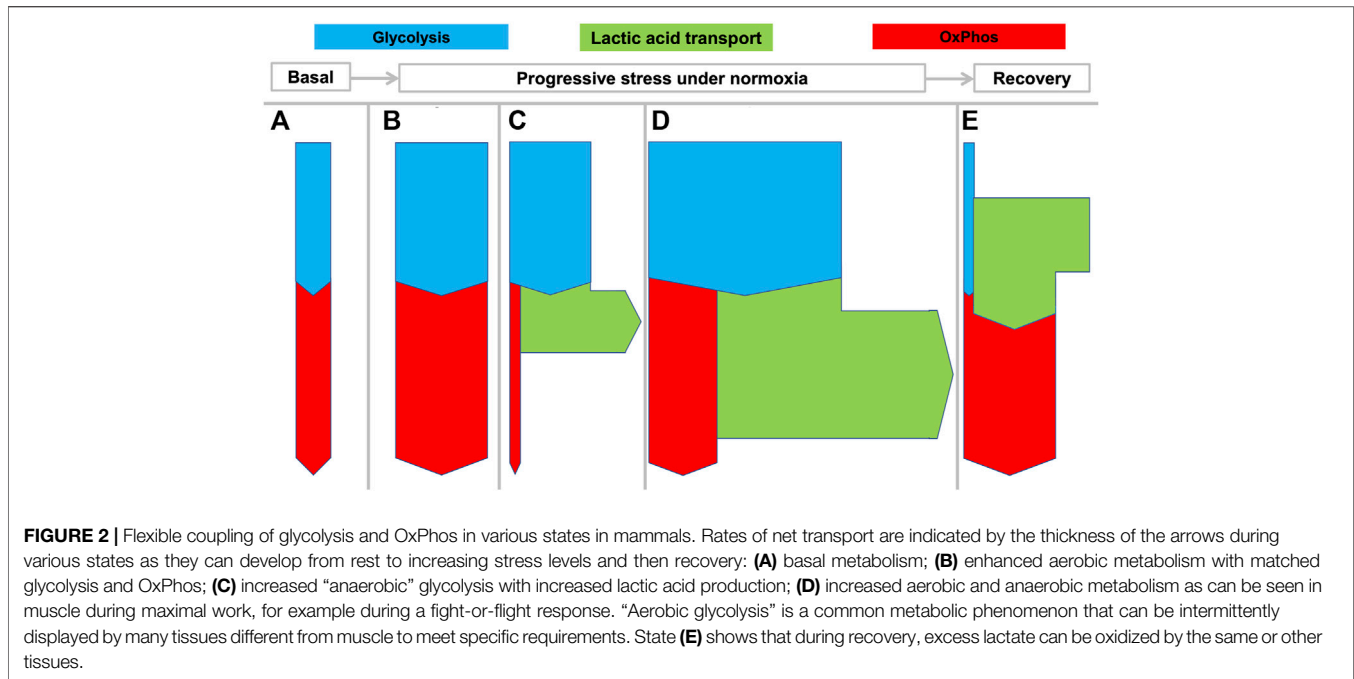 Glycolysis
Lactic acid transport
OxPhos
Basal
Progressive stress under normoxia
Recovery
A
B
C
D
E
FIGURE 2 | Flexible coupling of glycolysis and OxPhos in various states in mammals. Rates of net transport are indicated by the thickness of the arrows during
various states as they can develop from rest to increasing stress levels and then recovery: (A) basal metabolism; (B) enhanced aerobic metabolism with matched
glycolysis and OxPhos; (C) increased “anaerobic” glycolysis with increased lactic acid production; (D) increased aerobic and anaerobic metabolism as can be seen in
muscle during maximal work, for example during a fight-or-flight response. “Aerobic glycolysis” is a common metabolic phenomenon that can be intermittently
displayed by many tissues different from muscle to meet specific requirements. State (E) shows that during recovery, excess lactate can be oxidized by the same or other
tissues.